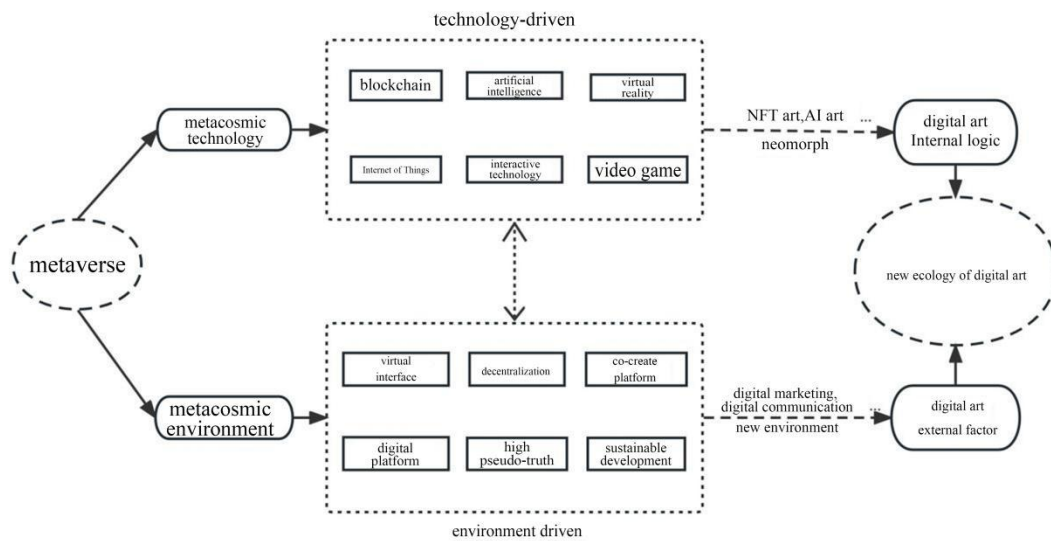 technology-driven
blockchain
artificial
intelligence
virtual
reality
metacosmic
technology
NFT art,AI art ...
neomorph
digital art
Internal logic
Internet of Things
interactive
technology
video game
metaverse
new ecology of digital art
virtual
interface
decentralization
co-create
platform
metacosmic
environment
digital marketing,
digital communication ...
new environment
digital art
external factor
digital
platform
high
pseudo-truth
sustainable
development
environment driven